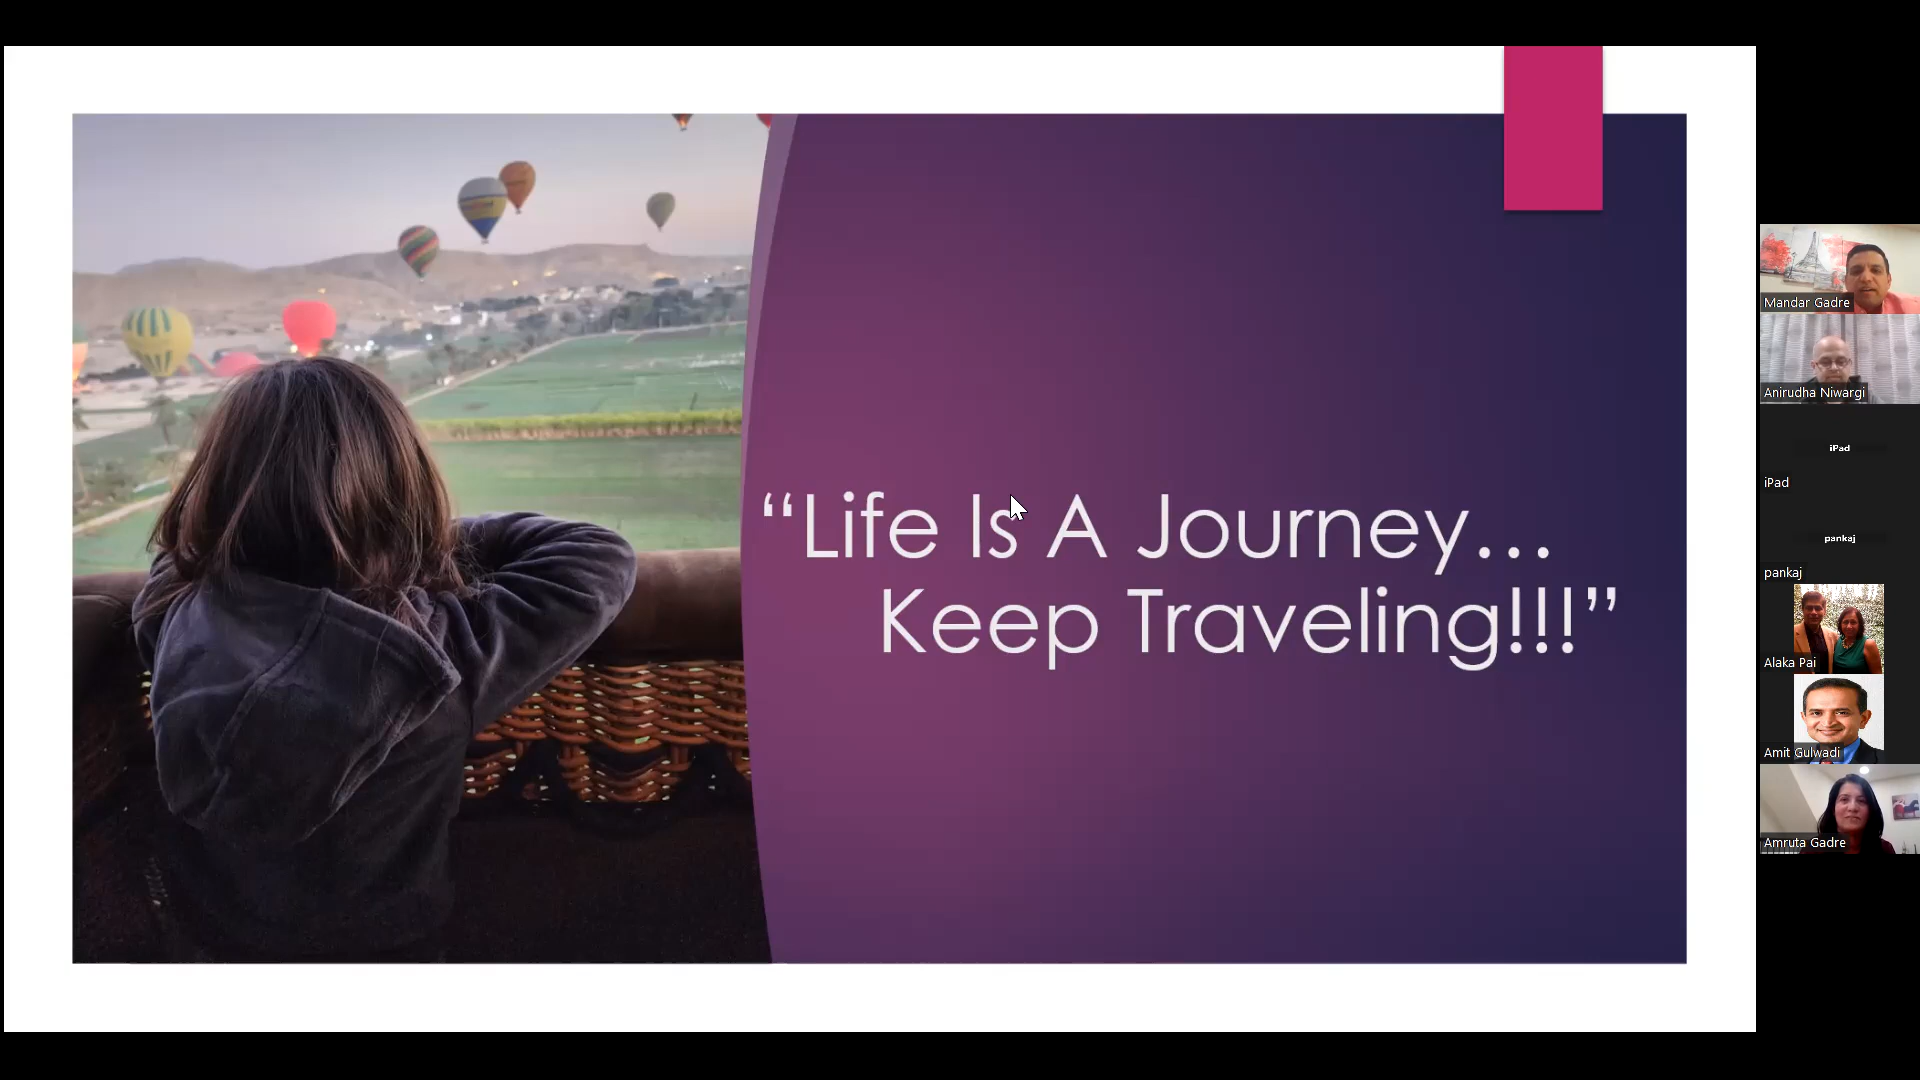 “Life Is A Journey...
Keep Traveling!!!”
Mandar Gadre
Anirudha Niwargi
iPad
iPad
pankaj
pankaj
Alaka Pai
Amit Gulwadi
Amruta Gadre